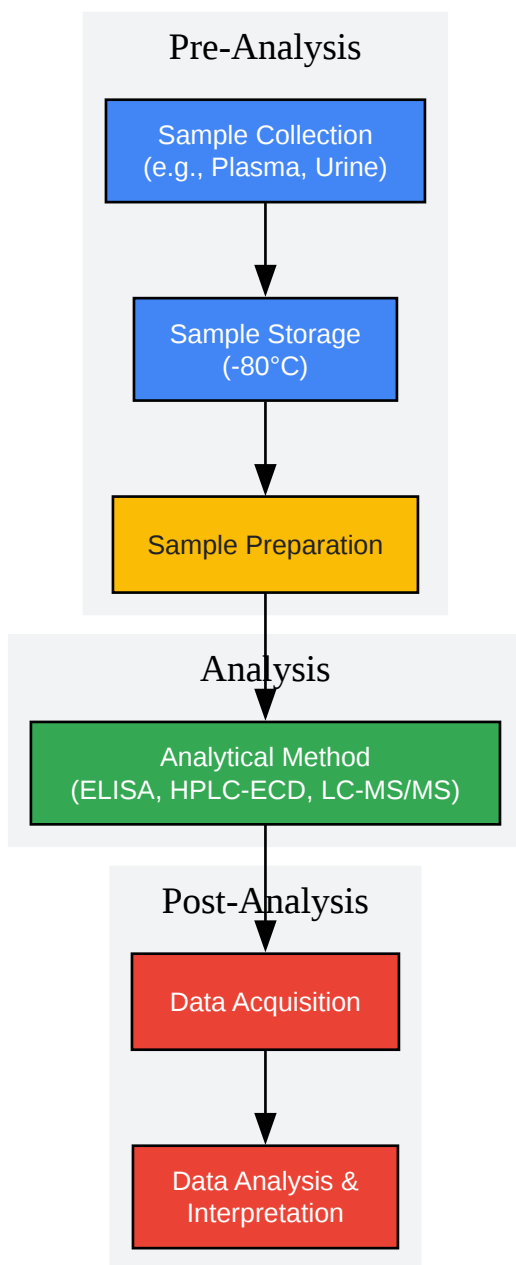 Pre-Analysis
Sample Collection
(e.g., Plasma, Urine)
Sample Storage
(-80°C)
Sample Preparation
Analysis
Analytical Method
(ELISA, HPLC-ECD, LC-MS/MS)
Post-Analysis
Data Acquisition
Data Analysis &
Interpretation